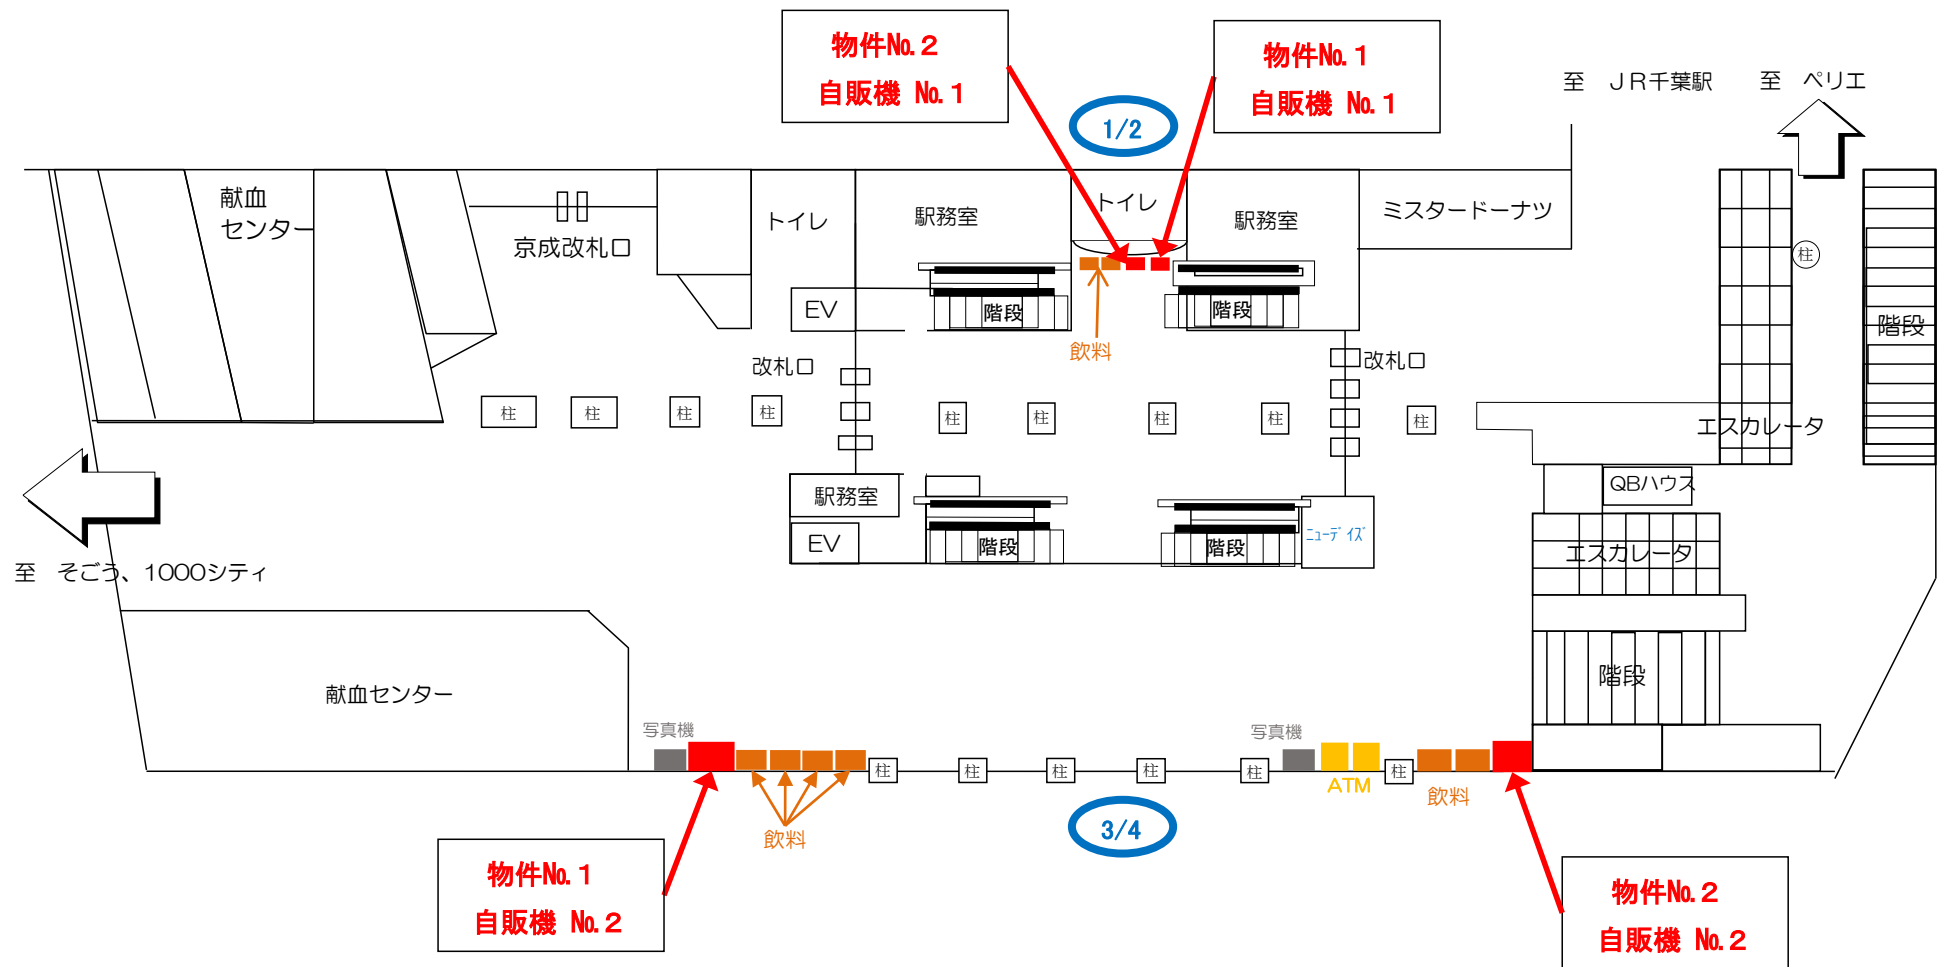 物件No.2
自販機 No.1
物件No.1
自販機 No.1
1/2
至　JR千葉駅
至　ペリエ
献血
センター
京成改札口
トイレ
駅務室
トイレ
駅務室
ミスタードーナツ
柱
EV
階段
階段
階段
飲料
改札口
改札口
柱
柱
柱
柱
柱
柱
柱
柱
柱
エスカレータ
駅務室
QBハウス
EV
階段
階段
ニューデイズ
エスカレータ
至　そごう、1000シティ
献血センター
階段
写真機
写真機
柱
柱
柱
柱
柱
柱
ATM
飲料
飲料
3/4
物件No.1
自販機 No.2
物件No.2
自販機 No.2